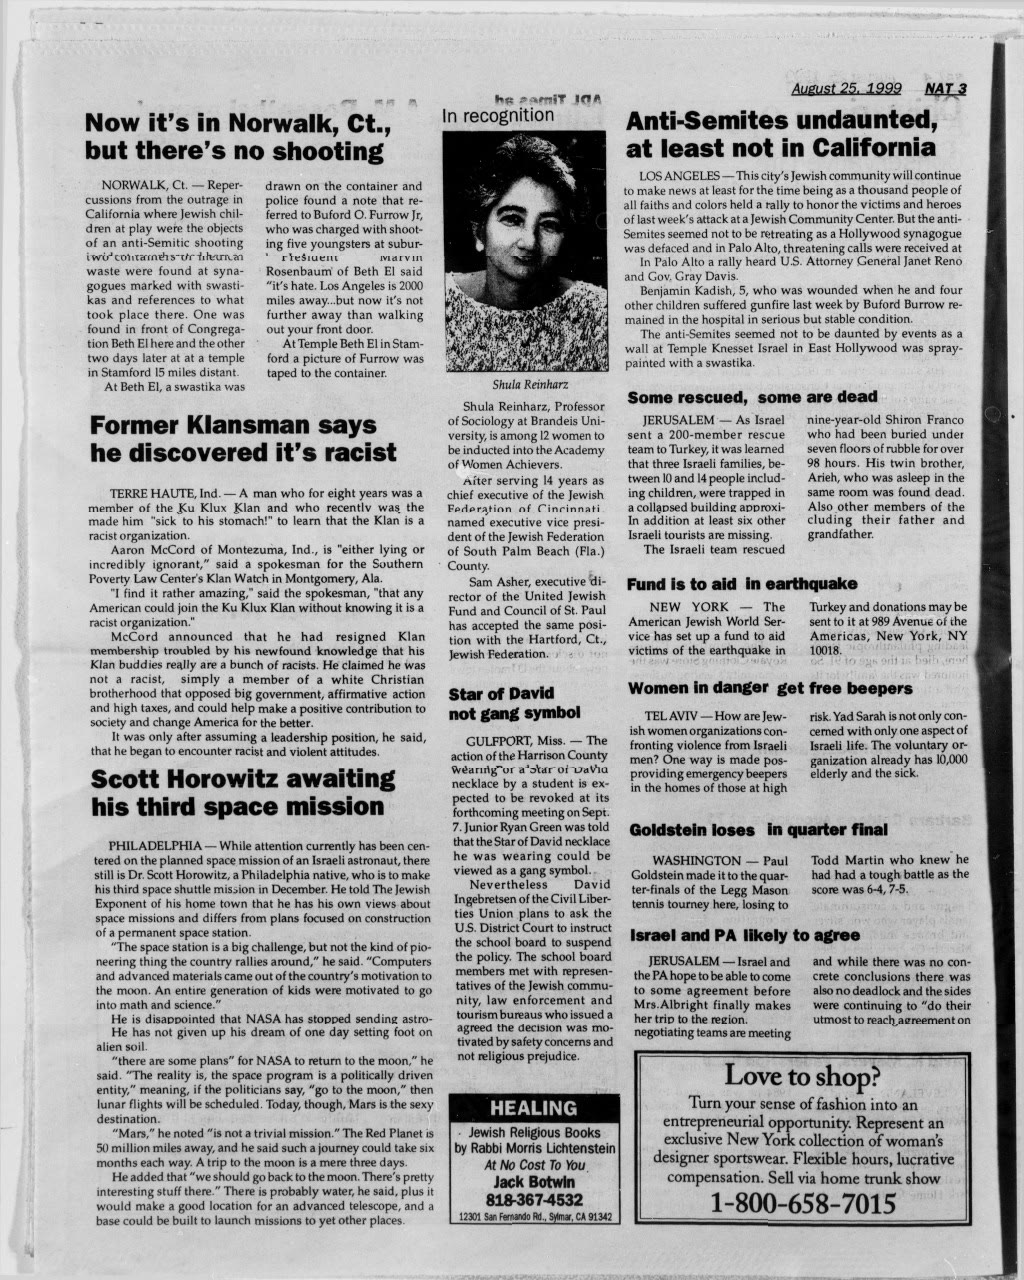 August 25, 1999 NAT 3
Now it's in Norwalk, Ct.,
but there's no shooting
NORWALK, Ct. — Reper-
cussions from the outrage in
California where Jewish chil-
dren at play were the objects
of an anti-Semitic shooting
waste were found at syna-
gogues marked with swasti-
kas and references to what
took place there. One was
found in front of Congrega-
tion Beth El here and the other
two days later at at a temple
in Stamford 15 miles distant.
At Beth El, a swastika was
drawn on the container and
police found a note that re-
ferred to Buford O. Furrow Jr,
who was charged with shoot-
ing five youngsters at subur-
President Marvin
Rosenbaum of Beth El said
"it's hate. Los Angeles is 2000
miles away...but now it's not
further away than walking
out your front door.
At Temple Beth El in Stam-
ford a picture of Furrow was
taped to the container.
Former Klansman says
he discovered it's racist
TERRE HAUTE, Ind. — A man who for eight years was a
member of the Ku Klux Klan and who recently was the
made him "sick to his stomach!" to learn that the Klan is a
racist organization.
Aaron McCord of Montezuma, Ind., is "either lying or
incredibly ignorant," said a spokesman for the Southern
Poverty Law Center's Klan Watch in Montgomery, Ala.
"I find it rather amazing," said the spokesman, "that any
American could join the Ku Klux Klan without knowing it is a
racist organization."
McCord announced that he had resigned Klan
membership troubled by his newfound knowledge that his
Klan buddies really are a bunch of racists. He claimed he was
not a racist, simply a member of a white Christian
brotherhood that opposed big government, affirmative action
and high taxes, and could help make a positive contribution to
society and change America for the better.
It was only after assuming a leadership position, he said,
that he began to encounter racist and violent attitudes.
Scott Horowitz awaiting
his third space mission
PHILADELPHIA — While attention currently has been cen-
tered on the planned space mission of an Israeli astronaut, there
still is Dr. Scott Horowitz, a Philadelphia native, who is to make
his third space shuttle mission in December. He told The Jewish
Exponent of his home town that he has his own views about
space missions and differs from plans focused on construction
of a permanent space station.
"The space station is a big challenge, but not the kind of pio-
neering thing the country rallies around," he said. "Computers
and advanced materials came out of the country's motivation to
the moon. An entire generation of kids were motivated to go
into math and science."
He is disappointed that NASA has stopped sending astro-
He has not given up his dream of one day setting foot on
alien soil.
"there are some plans" for NASA to return to the moon," he
said. "The reality is, the space program is a politically driven
entity," meaning, if the politicians say, "go to the moon," then
lunar flights will be scheduled. Today, though, Mars is the sexy
destination.
"Mars," he noted "is not a trivial mission." The Red Planet is
50 million miles away, and he said such a journey could take six
months each way. A trip to the moon is a mere three days.
He added that "we should go back to the moon. There's pretty
interesting stuff there." There is probably water, he said, plus it
would make a good location for an advanced telescope, and a
base could be built to launch missions to yet other places.
In recognition
Shula Reinharz
Shula Reinharz, Professor
of Sociology at Brandeis Uni-
versity, is among 12 women to
be inducted into the Academy
of Women Achievers.
After serving 14 years as
chief executive of the Jewish
Federation of Cincinnati,
named executive vice presi-
dent of the Jewish Federation
of South Palm Beach (Fla.)
County.
Sam Asher, executive di-
rector of the United Jewish
Fund and Council of St. Paul
has accepted the same posi-
tion with the Hartford, Ct.,
Jewish Federation.
Star of David
not gang symbol
GULFPORT, Miss. — The
action of the Harrison County
wearing of a Star of David
necklace by a student is ex-
pected to be revoked at its
forthcoming meeting on Sept.
7. Junior Ryan Green was told
that the Star of David necklace
he was wearing could be
viewed as a gang symbol.
Nevertheless David
Ingebretsen of the Civil Liber-
ties Union plans to ask the
U.S. District Court to instruct
the school board to suspend
the policy. The school board
members met with represen-
tatives of the Jewish commu-
nity, law enforcement and
tourism bureaus who issued a
agreed the decision was mo-
tivated by safety concerns and
not religious prejudice.
HEALING
Jewish Religious Books
by Rabbi Morris Lichtenstein
At No Cost To You
Jack Botwin
818-367-4532
12301 San Fernando Rd., Sylmar, CA 91342
Anti-Semites undaunted,
at least not in California
LOS ANGELES — This city's Jewish community will continue
to make news at least for the time being as a thousand people of
all faiths and colors held a rally to honor the victims and heroes
of last week's attack at a Jewish Community Center. But the anti-
Semites seemed not to be retreating as a Hollywood synagogue
was defaced and in Palo Alto, threatening calls were received at
In Palo Alto a rally heard U.S. Attorney General Janet Reno
and Gov. Gray Davis.
Benjamin Kadish, 5, who was wounded when he and four
other children suffered gunfire last week by Buford Burrow re-
mained in the hospital in serious but stable condition.
The anti-Semites seemed not to be daunted by events as a
wall at Temple Knesset Israel in East Hollywood was spray-
painted with a swastika.
Some rescued, some are dead
JERUSALEM — As Israel
sent a 200-member rescue
team to Turkey, it was learned
that three Israeli families, be-
tween 10 and 14 people includ-
ing children, were trapped in
a collapsed building approxi-
In addition at least six other
Israeli tourists are missing.
The Israeli team rescued
nine-year-old Shiron Franco
who had been buried under
seven floors of rubble for over
98 hours. His twin brother,
Arieh, who was asleep in the
same room was found dead.
Also other members of the
cluding their father and
grandfather.
Fund is to aid in earthquake
NEW YORK — The
American Jewish World Ser-
vice has set up a fund to aid
victims of the earthquake in
Turkey and donations may be
sent to it at 989 Avenue of the
Americas, New York, NY
10018.
Women in danger get free beepers
TEL AVIV — How are Jew-
ish women organizations con-
fronting violence from Israeli
men? One way is made pos-
providing emergency beepers
in the homes of those at high
risk. Yad Sarah is not only con-
cerned with only one aspect of
Israeli life. The voluntary or-
ganization already has 10,000
elderly and the sick.
Goldstein loses in quarter final
WASHINGTON — Paul
Goldstein made it to the quar-
ter-finals of the Legg Mason
tennis tourney here, losing to
Todd Martin who knew he
had had a tough battle as the
score was 6-4, 7-5.
Israel and PA likely to agree
JERUSALEM — Israel and
the PA hope to be able to come
to some agreement before
Mrs.Albright finally makes
her trip to the region.
negotiating teams are meeting
and while there was no con-
crete conclusions there was
also no deadlock and the sides
were continuing to "do their
utmost to reach agreement on
Love to shop?
Turn your sense of fashion into an
entrepreneurial opportunity. Represent an
exclusive New York collection of woman's
designer sportswear. Flexible hours, lucrative
compensation. Sell via home trunk show
1-800-658-7015